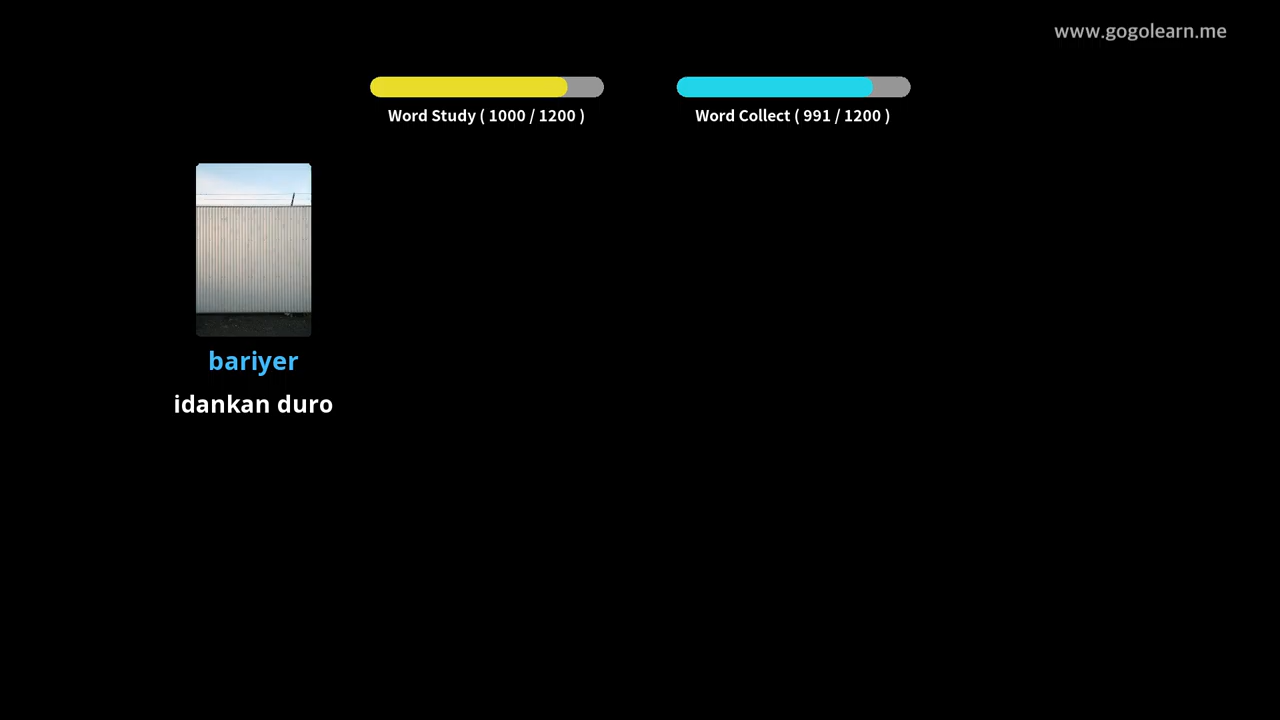 www.gogolearn.me
Word Study ( 1000 / 1200 )
Word Collect ( 991 / 1200 )
bariyer
idankan duro